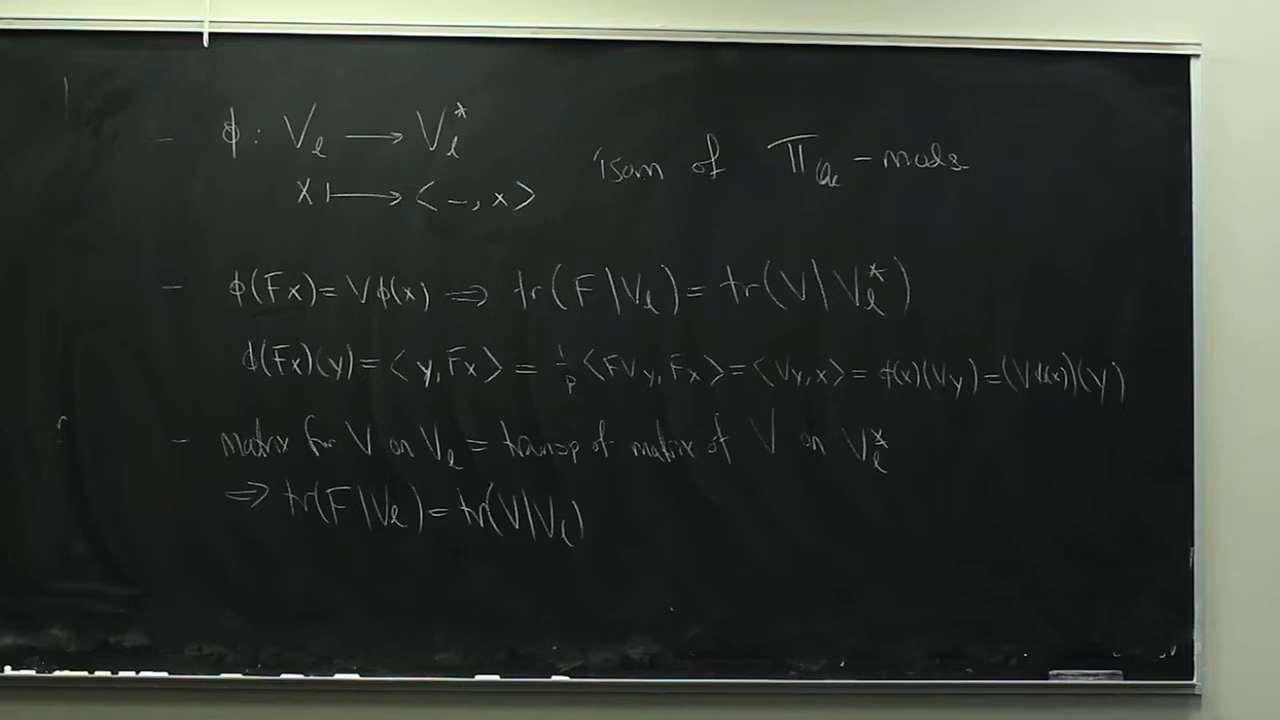 - ϕ: V_ℓ ⟶ V_ℓ^*
isom of 𝕋_ℚℓ - mods
x ⟼ <–, x>
- ϕ(Fx) = Vϕ(x) ⟹ tr(F|V_ℓ) = tr(V|V_ℓ^*)
ϕ(Fx)(y) = <y, Fx> = 1/p <FVy, Fx> = <Vy, x> = ϕ(x)(Vy) = (Vϕ(x))(y)
- matrix for V on V_ℓ = transp of matrix of V on V_ℓ^*
⟹ tr(F|V_ℓ) = tr(V|V_ℓ)